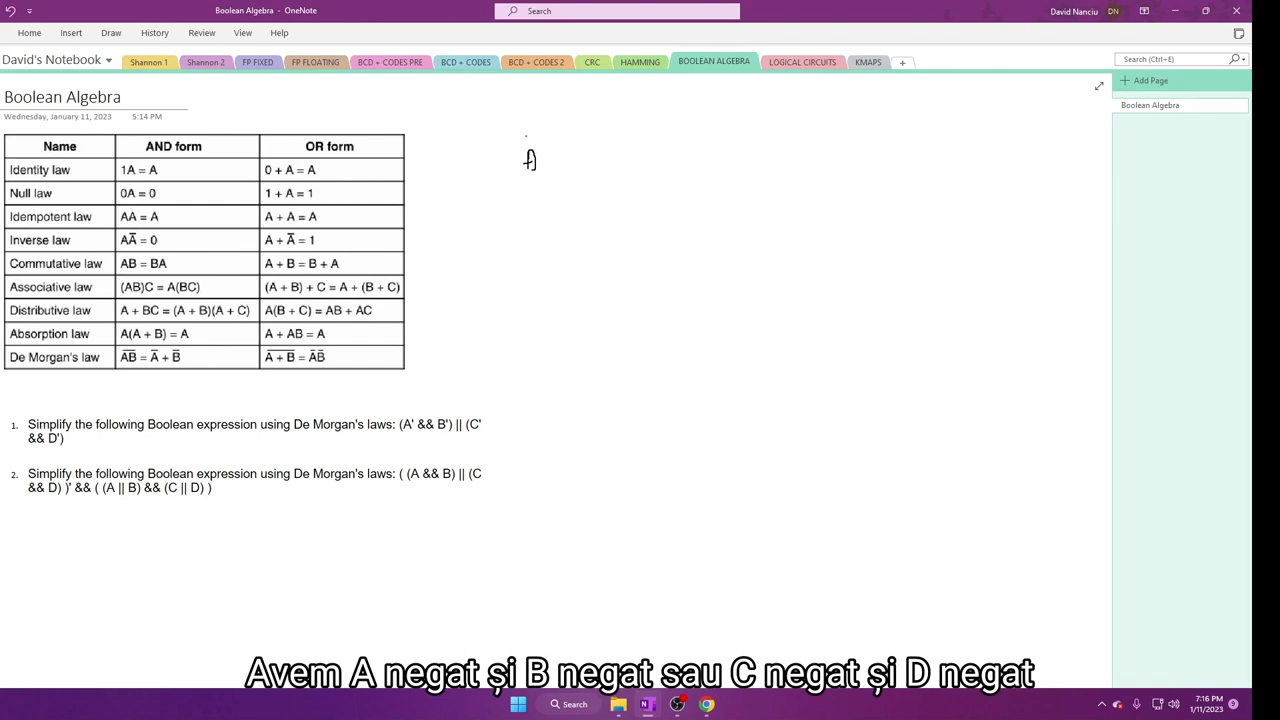 Boolean Algebra - OneNote
Search
David Nanciu
DN
Home Insert Draw History Review View Help
David's Notebook
Shannon 1
Shannon 2
FP FIXED
FP FLOATING
BCD + CODES PRE
BCD + CODES
BCD + CODES 2
CRC
HAMMING
BOOLEAN ALGEBRA
LOGICAL CIRCUITS
KMAPS
Search (Ctrl+E)
Add Page
Boolean Algebra
Boolean Algebra
Wednesday, January 11, 2023 5:14 PM
Name AND form OR form
Identity law 1A = A 0 + A = A
Null law 0A = 0 1 + A = 1
Idempotent law AA = A A + A = A
Inverse law AA̅ = 0 A + A̅ = 1
Commutative law AB = BA A + B = B + A
Associative law (AB)C = A(BC) (A + B) + C = A + (B + C)
Distributive law A + BC = (A + B)(A + C) A(B + C) = AB + AC
Absorption law A(A + B) = A A + AB = A
De Morgan's law A̅B̅ = A̅ + B̅ A̅ ̅+̅ ̅B̅ = A̅B̅
A
1. Simplify the following Boolean expression using De Morgan's laws: (A' && B') || (C'
&& D')
2. Simplify the following Boolean expression using De Morgan's laws: ( (A && B) || (C
&& D) )' && ( (A || B) && (C || D) )
Avem A negat și B negat sau C negat și D negat
Search
7:16 PM
1/11/2023